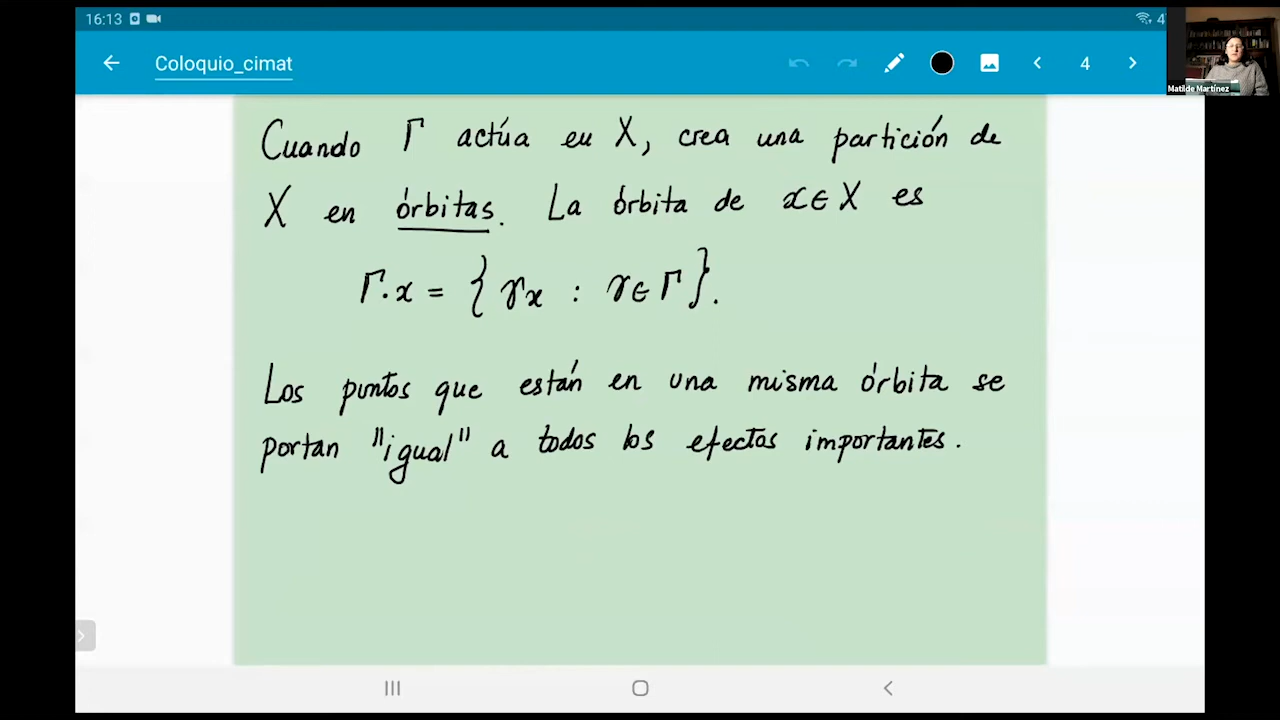 16:13
Coloquio_cimat
4
Matilde Martínez
Cuando Γ actúa en X, crea una partición de
X en órbitas. La órbita de x∈X es
Γ.x = {γx : γ∈Γ}.
Los puntos que están en una misma órbita se
portan "igual" a todos los efectos importantes.